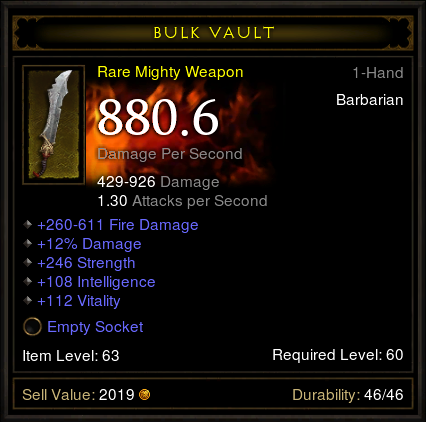 BULK VAULT
Rare Mighty Weapon
1-Hand
880.6
Barbarian
Damage Per Second
429-926 Damage
1.30 Attacks per Second
+260-611 Fire Damage
+12% Damage
+246 Strength
+108 Intelligence
+112 Vitality
Empty Socket
Item Level: 63
Required Level: 60
Sell Value: 2019
Durability: 46/46